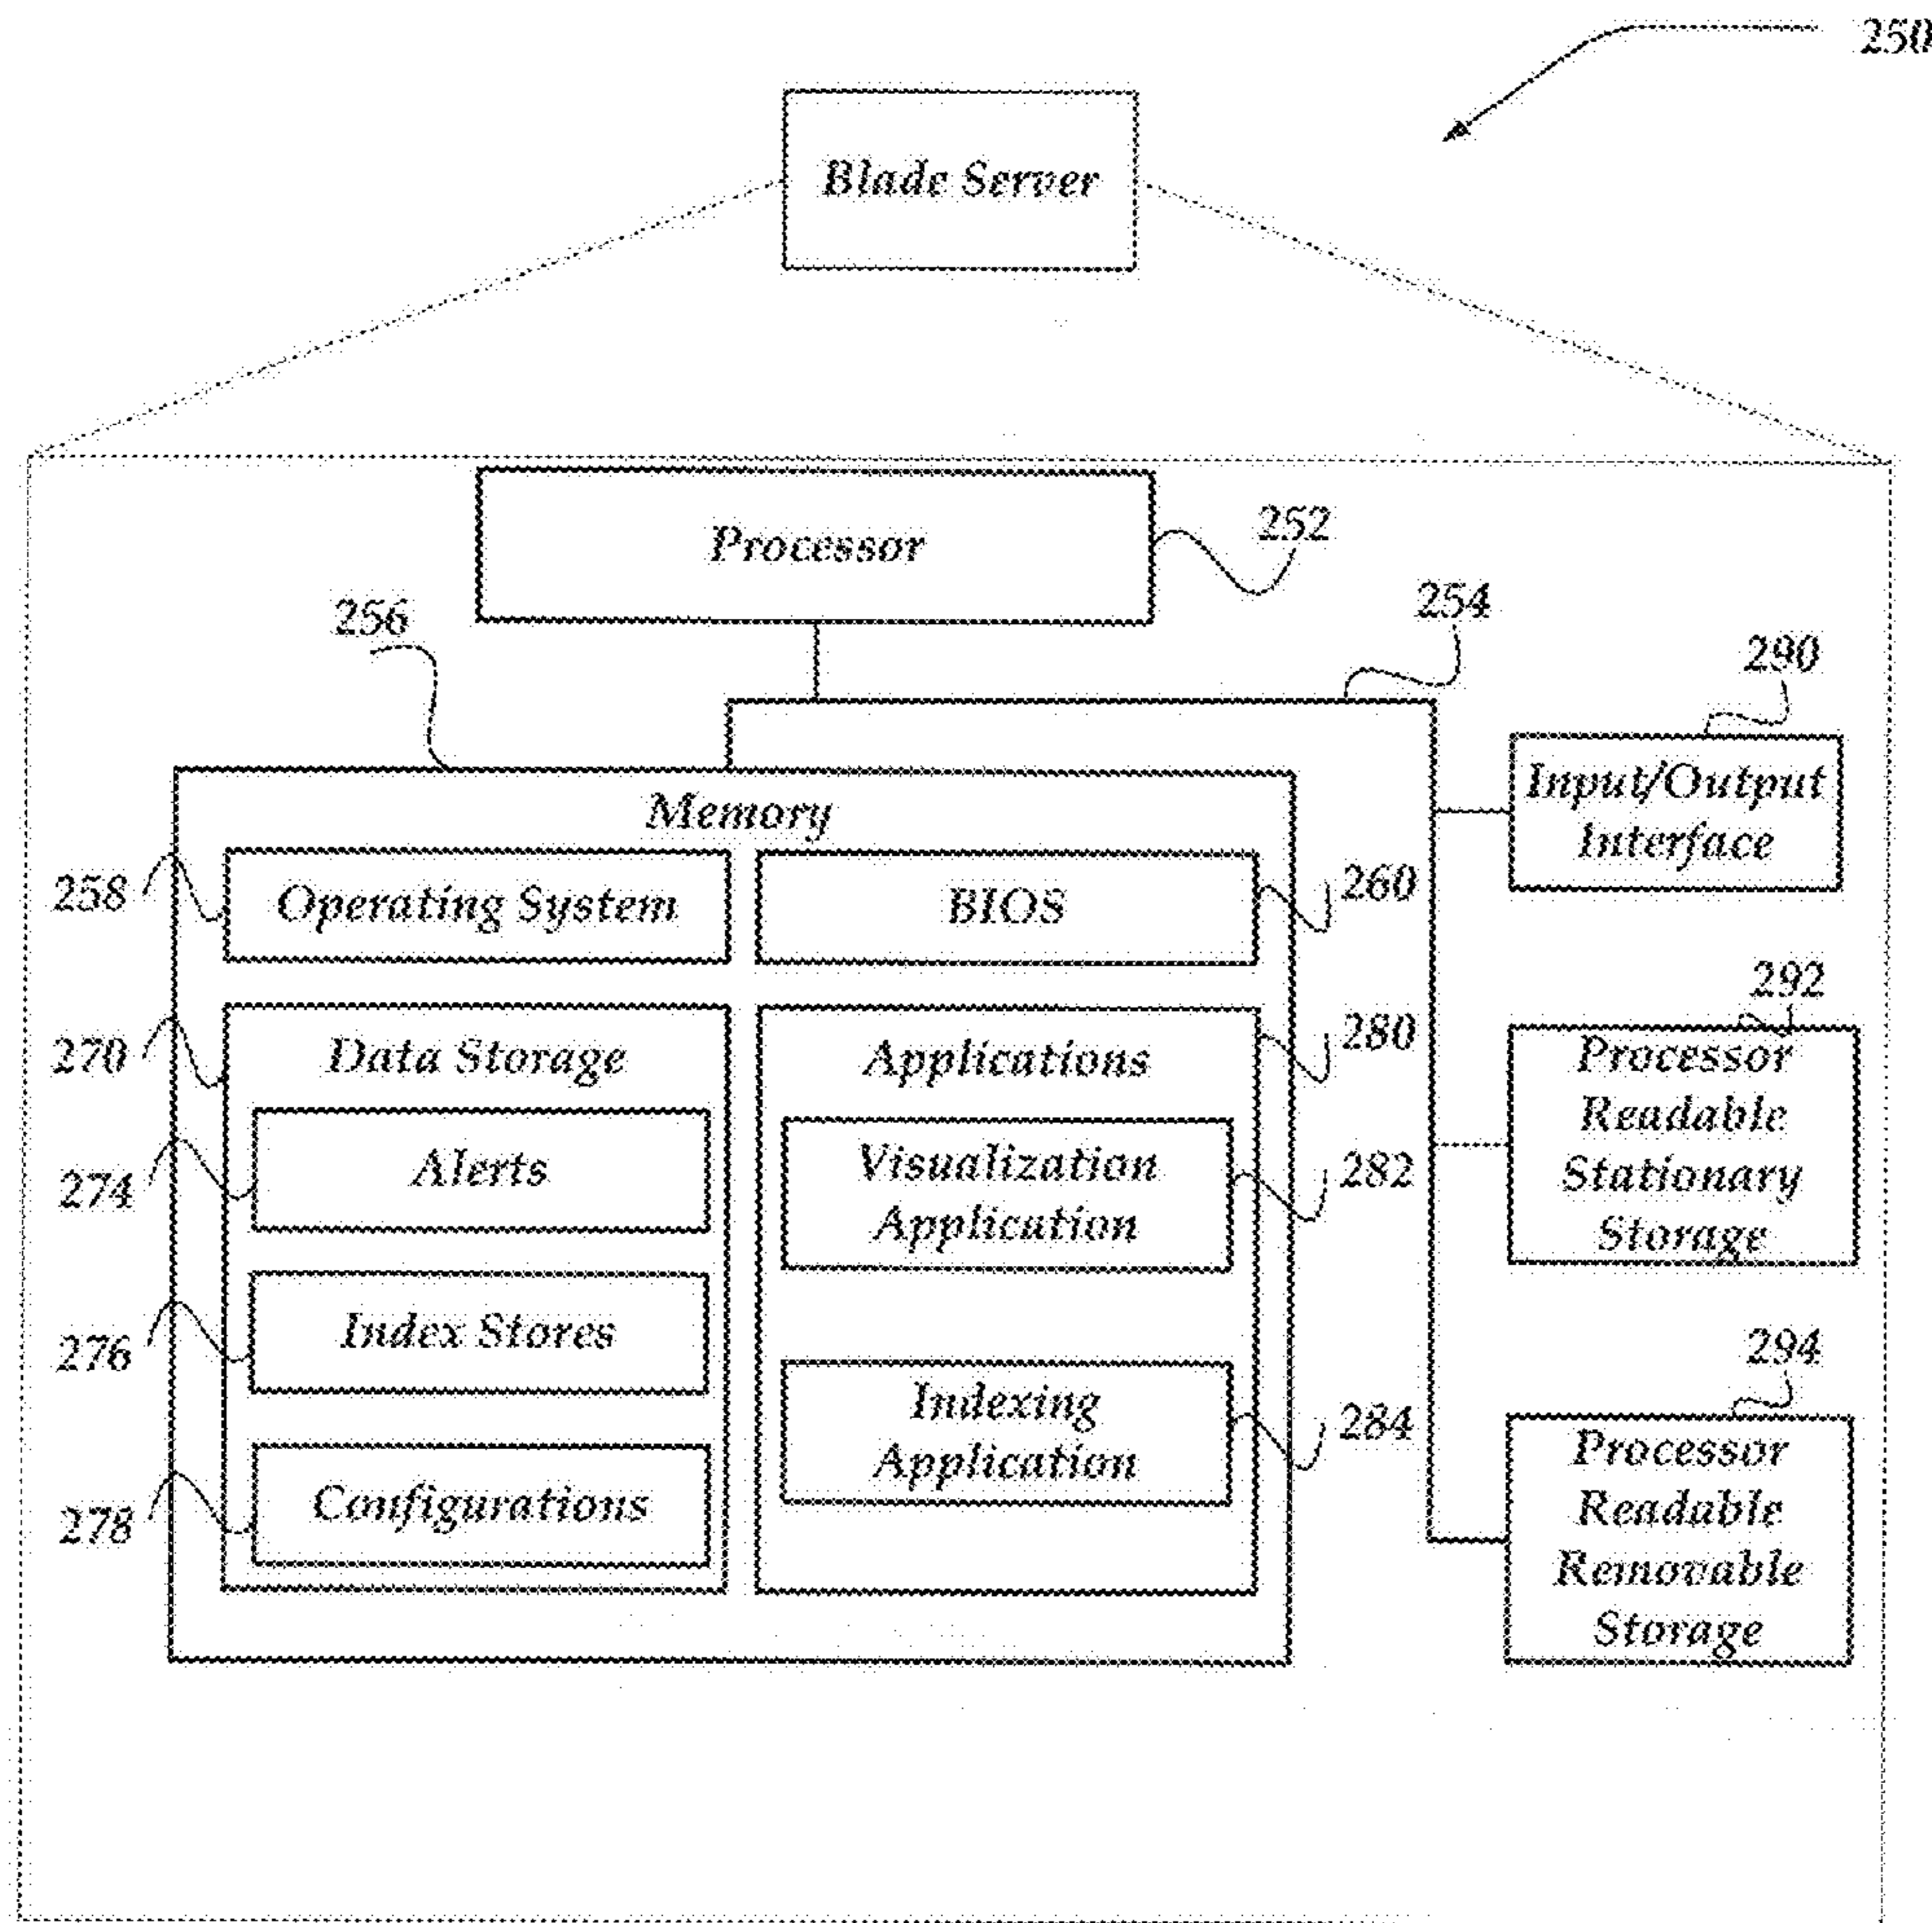 250
Blade Server
Processor
252
256
254
290
Memory
Input/Output
Interface
258
Operating System
BIOS
260
292
270
Data Storage
Applications
280
Processor
Readable
Stationary
Storage
274
Alerts
Visualization
Application
282
276
Index Stores
294
Indexing
Application
284
278
Configurations
Processor
Readable
Removable
Storage